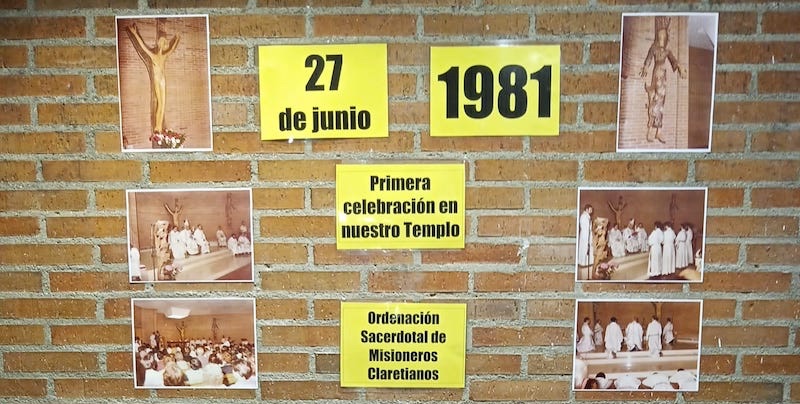 27
de junio
1981
Primera
celebración en
nuestro Templo
Ordenación
Sacerdotal de
Misioneros
Claretianos